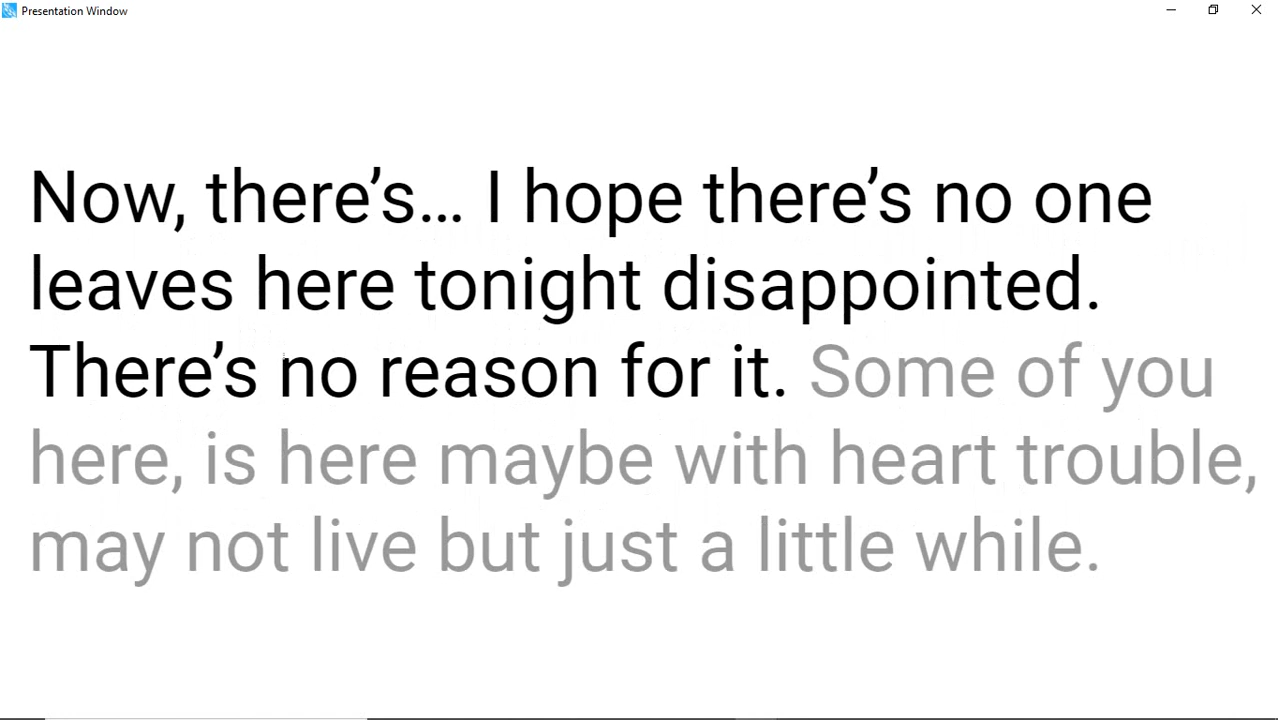 Presentation Window
Now, there’s… I hope there’s no one
leaves here tonight disappointed.
There’s no reason for it. Some of you
here, is here maybe with heart trouble,
may not live but just a little while.